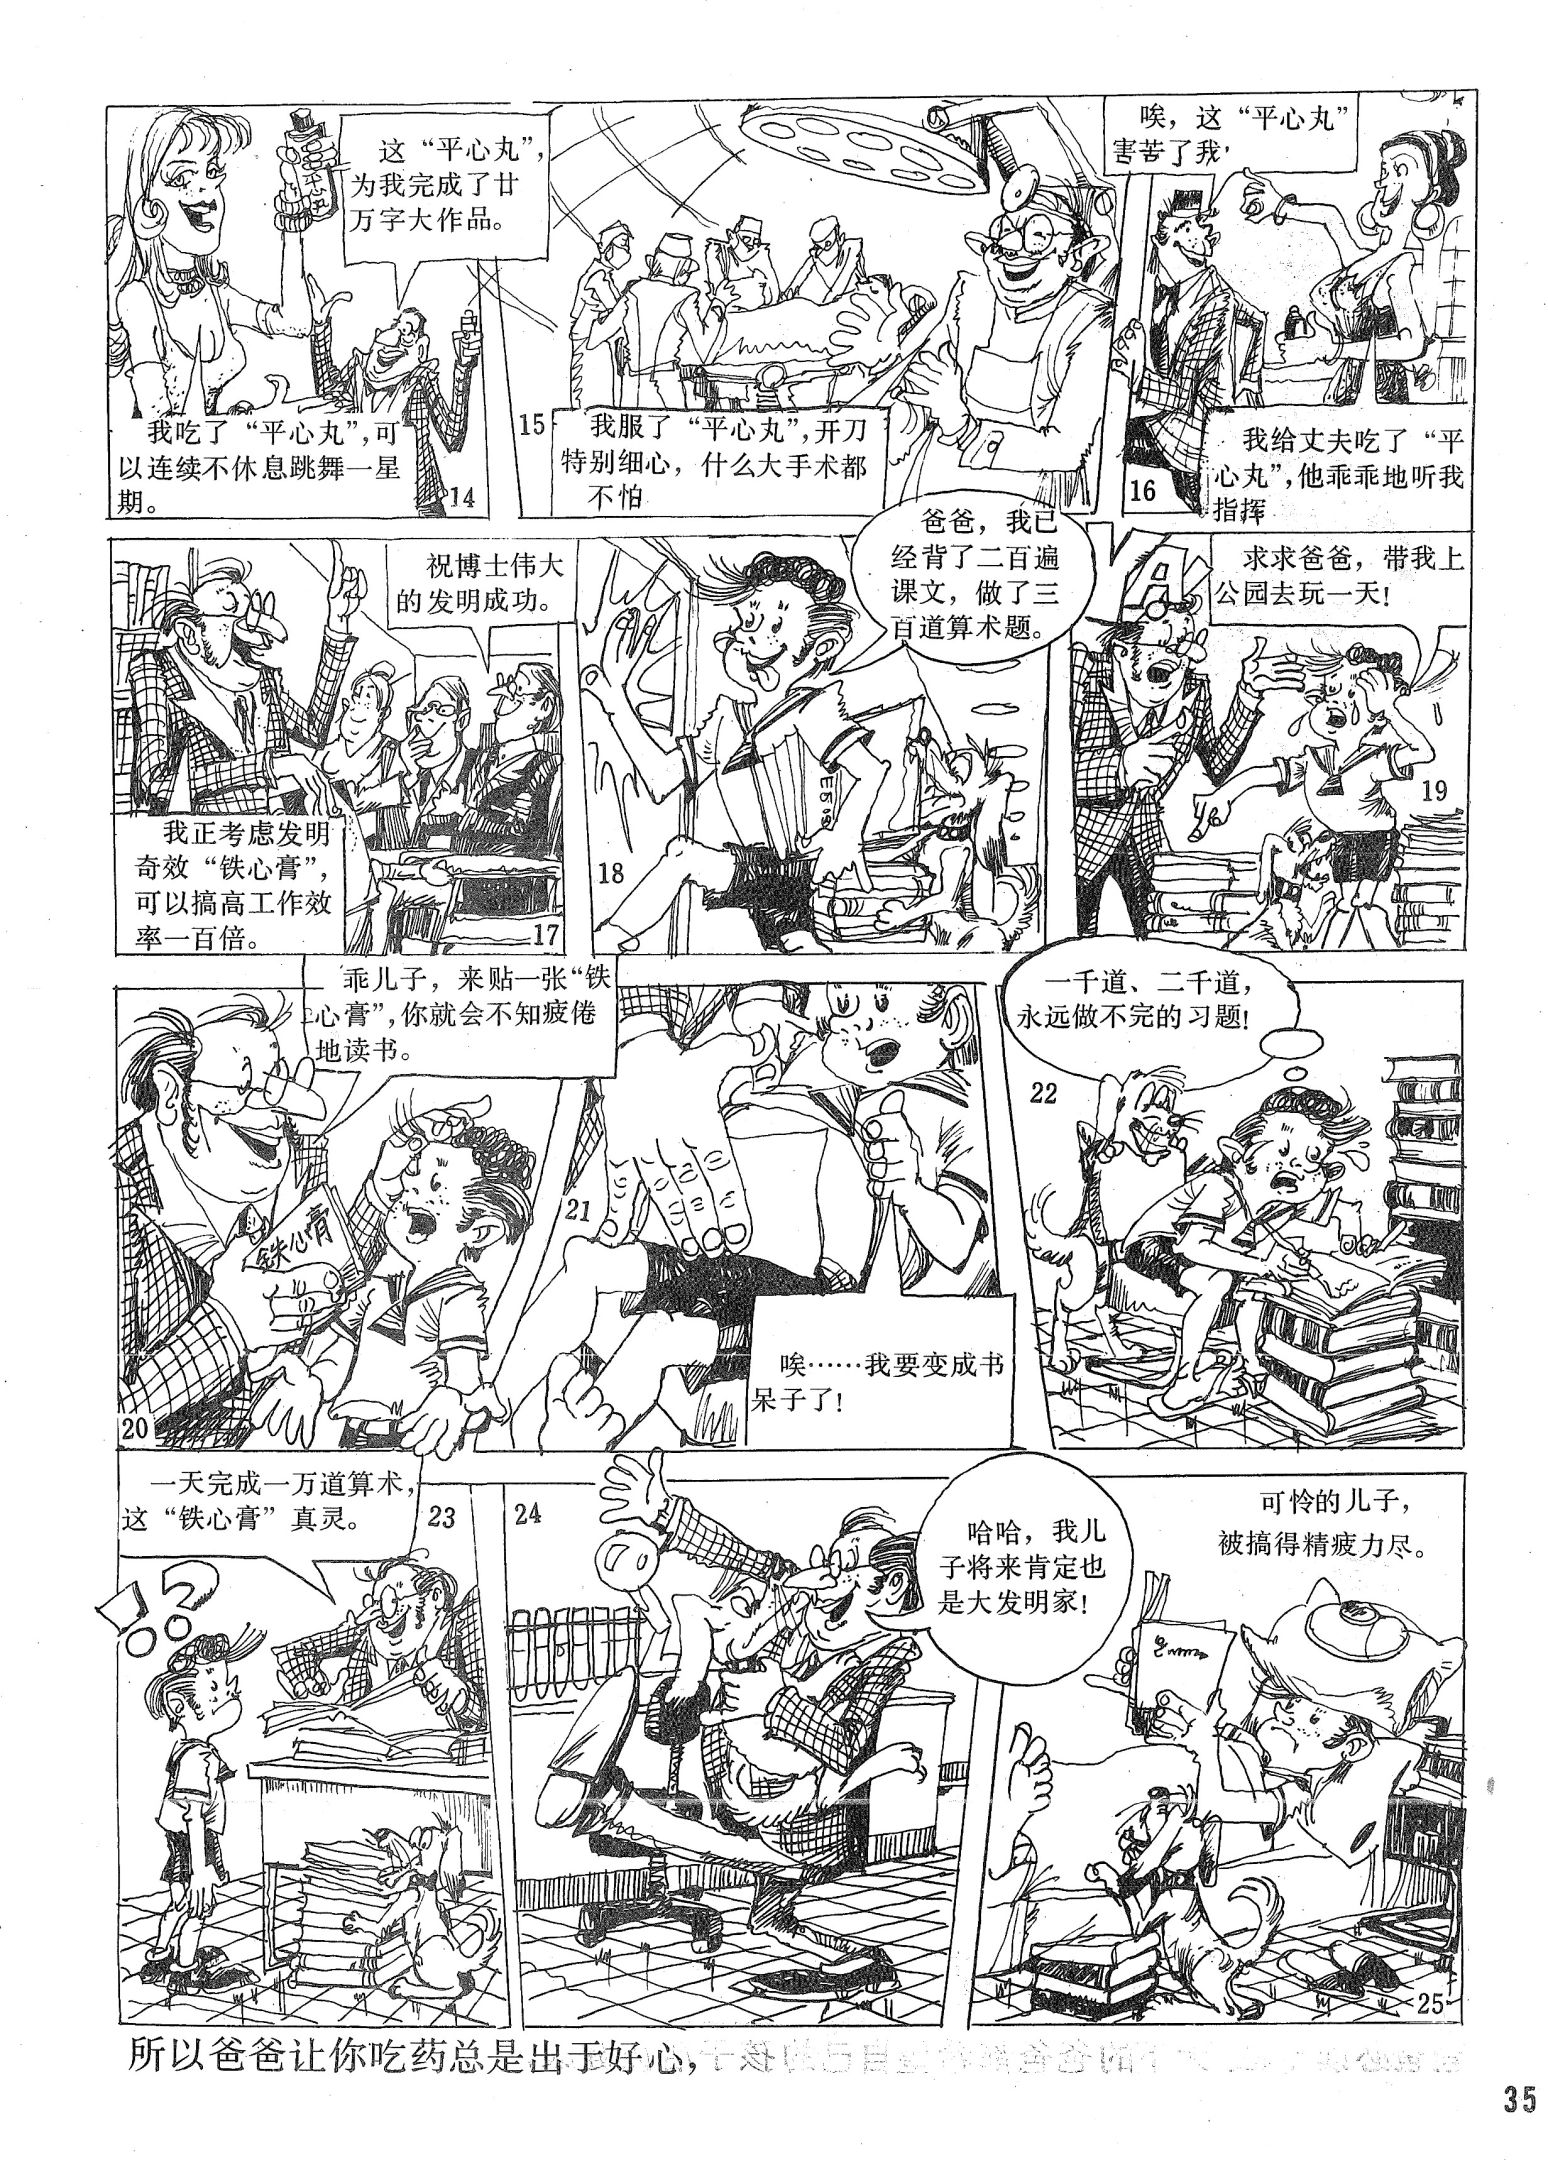 平心丸
这“平心丸”,
为我完成了廿
万字大作品。
我吃了“平心丸”,可
以连续不休息跳舞一星
期。
14
15
我服了“平心丸”,开刀
特别细心，什么大手术都
不怕
唉，这“平心丸”
害苦了我
16
我给丈夫吃了“平
心丸”,他乖乖地听我
指挥
祝博士伟大
的发明成功。
我正考虑发明
奇效“铁心膏”,
可以搞高工作效
率一百倍。
17
爸爸，我已
经背了二百遍
课文，做了三
百道算术题。
18
求求爸爸，带我上
公园去玩一天!
19
乖儿子，来贴一张“铁
心膏”,你就会不知疲倦
地读书。
铁心膏
20
21
唉……我要变成书
呆子了!
一千道、二千道，
永远做不完的习题!
22
一天完成一万道算术，
这“铁心膏”真灵。
23
!?
24
哈哈，我儿
子将来肯定也
是大发明家!
可怜的儿子，
被搞得精疲力尽。
25
所以爸爸让你吃药总是出于好心，
35